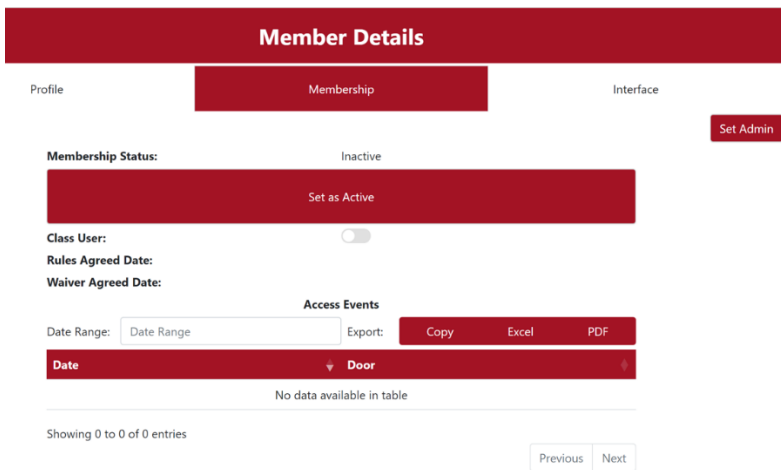 Member Details
Profile Membership Interface
Set Admin
Membership Status: Inactive
Set as Active
Class User:
Rules Agreed Date:
Waiver Agreed Date:
Access Events
Date Range: Date Range Export: Copy Excel PDF
Date Door
No data available in table
Showing 0 to 0 of 0 entries
Previous Next